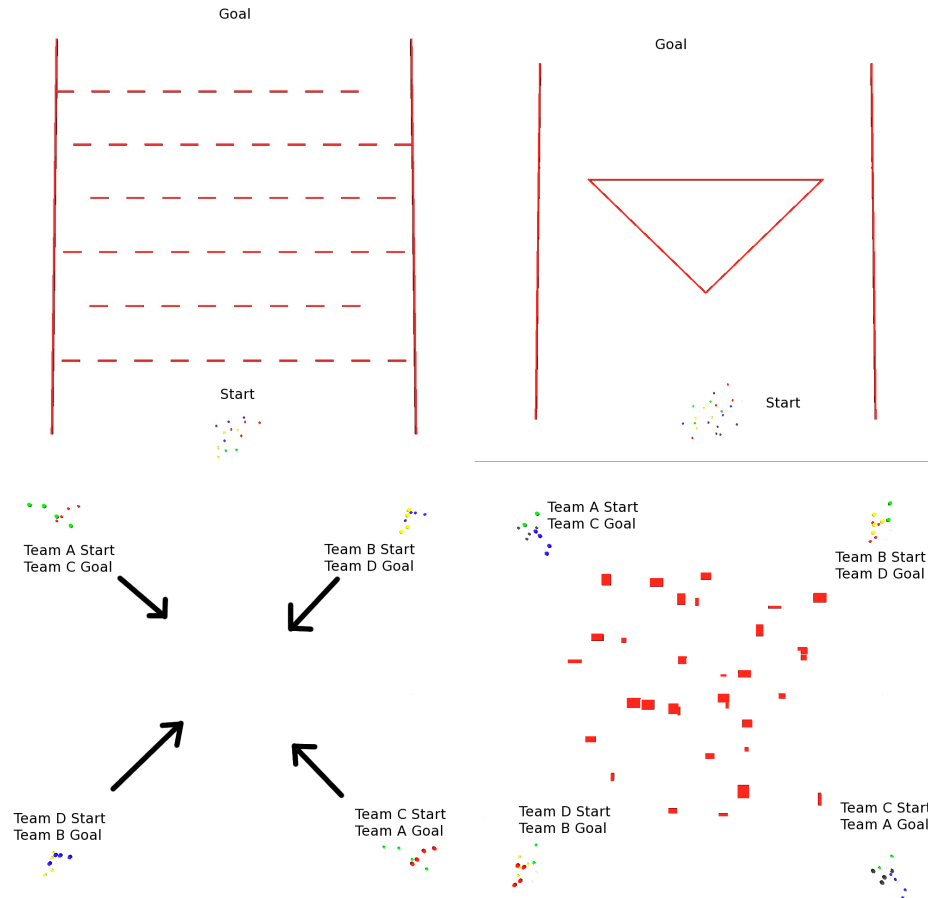 Goal
Start
Goal
Start
Team A Start
Team C Goal
Team B Start
Team D Goal
Team D Start
Team B Goal
Team C Start
Team A Goal
Team A Start
Team C Goal
Team B Start
Team D Goal
Team D Start
Team B Goal
Team C Start
Team A Goal